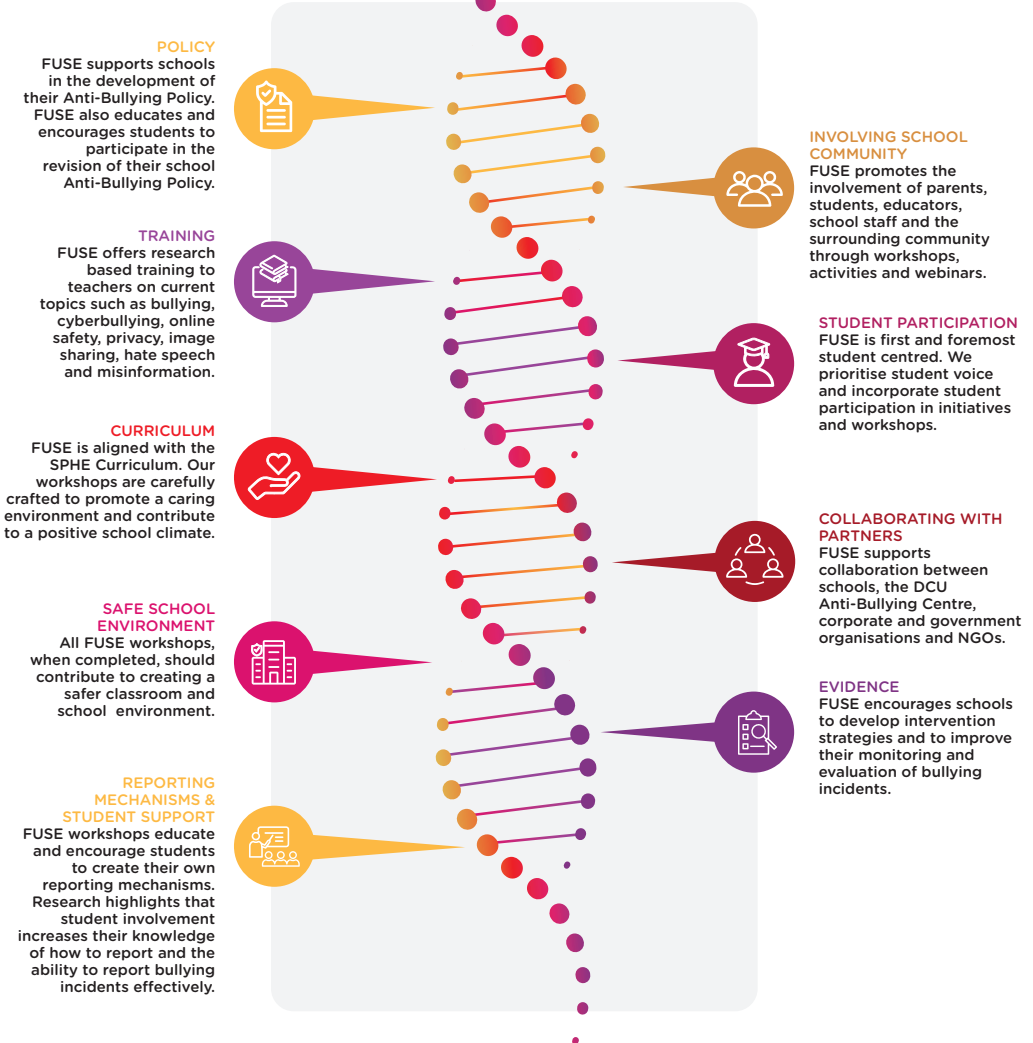 POLICY
FUSE supports schools
in the development of
their Anti-Bullying Policy.
FUSE also educates and
encourages students to
participate in the
revision of their school
Anti-Bullying Policy.
TRAINING
FUSE offers research
based training to
teachers on current
topics such as bullying,
cyberbullying, online
safety, privacy, image
sharing, hate speech
and misinformation.
CURRICULUM
FUSE is aligned with the
SPHE Curriculum. Our
workshops are carefully
crafted to promote a caring
environment and contribute
to a positive school climate.
SAFE SCHOOL
ENVIRONMENT
All FUSE workshops,
when completed, should
contribute to creating a
safer classroom and
school environment.
REPORTING
MECHANISMS &
STUDENT SUPPORT
FUSE workshops educate
and encourage students
to create their own
reporting mechanisms.
Research highlights that
student involvement
increases their knowledge
of how to report and the
ability to report bullying
incidents effectively.
INVOLVING SCHOOL
COMMUNITY
FUSE promotes the
involvement of parents,
students, educators,
school staff and the
surrounding community
through workshops,
activities and webinars.
STUDENT PARTICIPATION
FUSE is first and foremost
student centred. We
prioritise student voice
and incorporate student
participation in initiatives
and workshops.
COLLABORATING WITH
PARTNERS
FUSE supports
collaboration between
schools, the DCU
Anti-Bullying Centre,
corporate and government
organisations and NGOs.
EVIDENCE
FUSE encourages schools
to develop intervention
strategies and to improve
their monitoring and
evaluation of bullying
incidents.